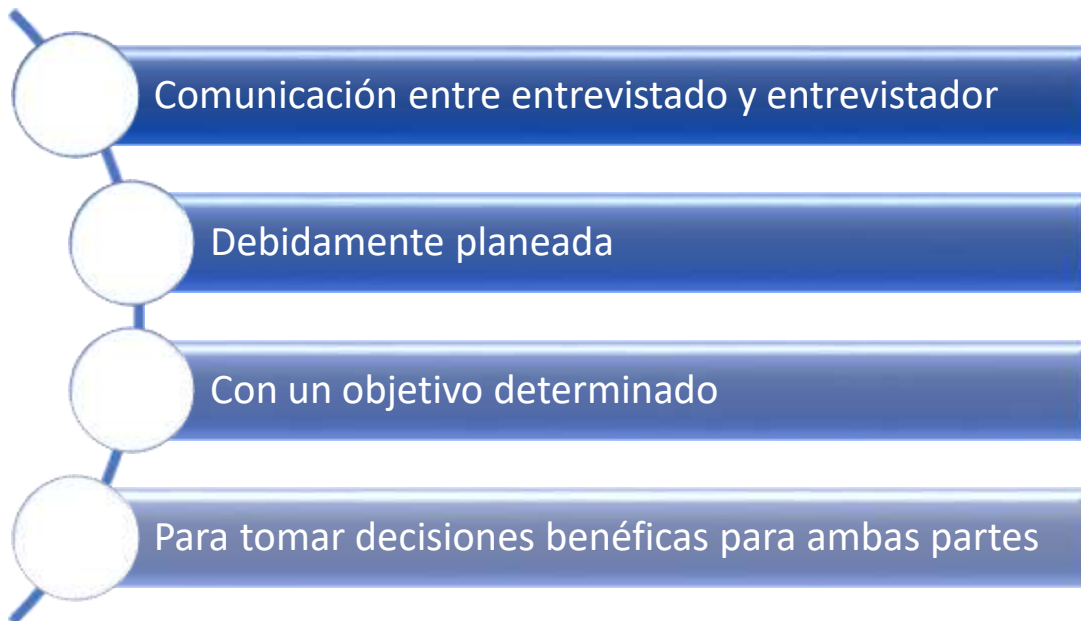 Comunicación entre entrevistado y entrevistador
Debidamente planeada
Con un objetivo determinado
Para tomar decisiones benéficas para ambas partes